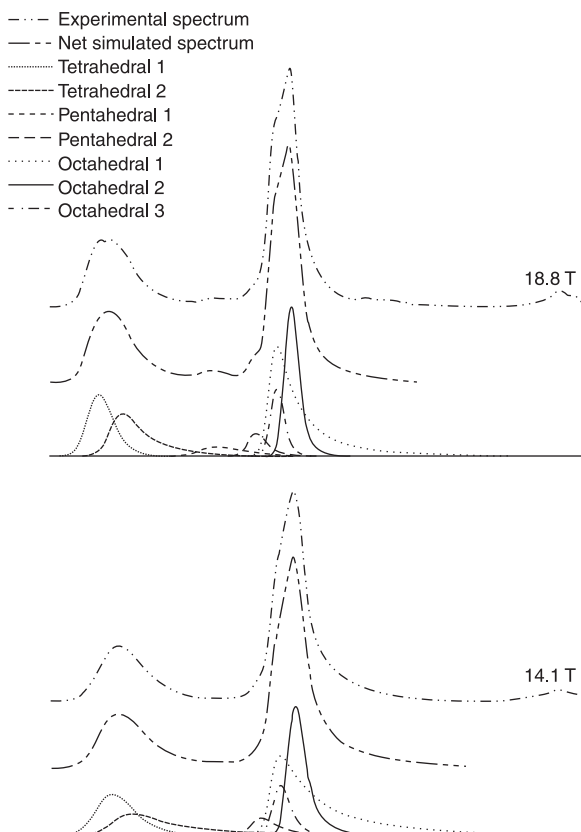 Experimental spectrum
Net simulated spectrum
Tetrahedral 1
Tetrahedral 2
Pentahedral 1
Pentahedral 2
Octahedral 1
Octahedral 2
Octahedral 3
18.8 T
14.1 T